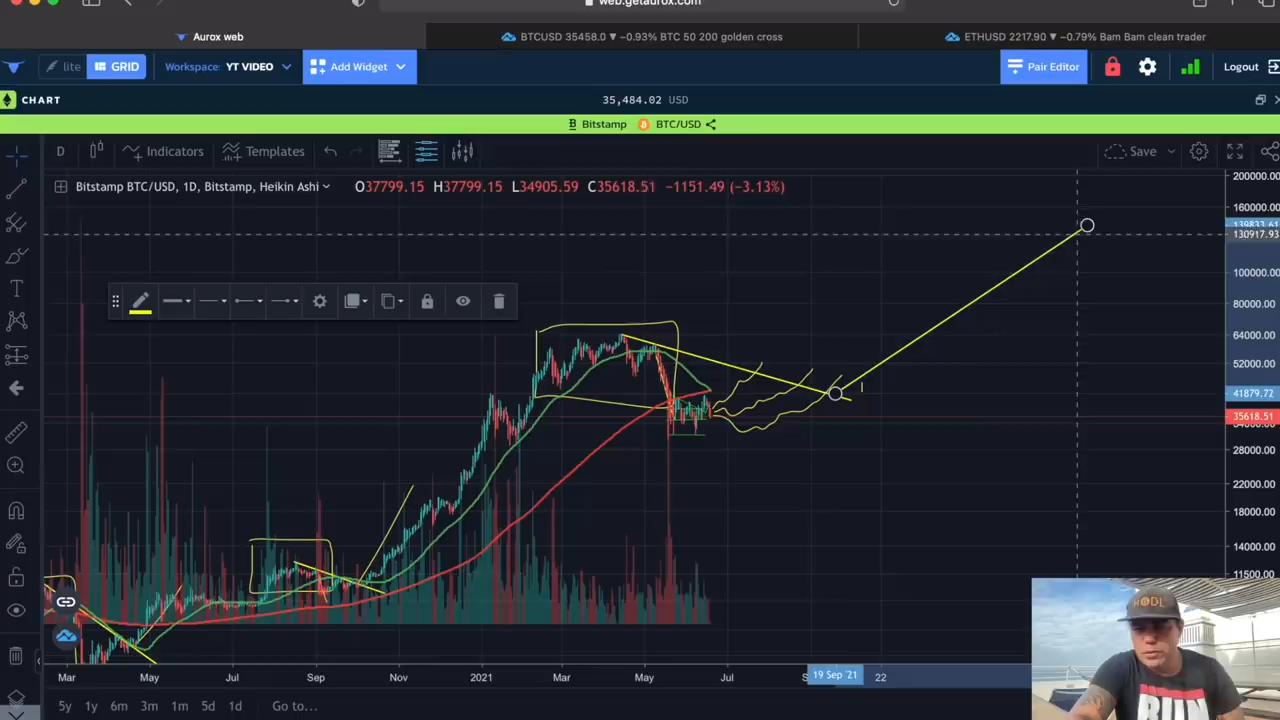 web.getaurox.com
Aurox web
BTCUSD 35458.0 ▼ −0.93% BTC 50 200 golden cross
ETHUSD 2217.90 ▼ −0.79% Bam Bam clean trader
lite
GRID
Workspace: YT VIDEO
Add Widget
Pair Editor
Logout
CHART
35,484.02 USD
Bitstamp BTC/USD
D
Indicators
Templates
Save
Bitstamp BTC/USD, 1D, Bitstamp, Heikin Ashi
O37799.15 H37799.15 L34905.59 C35618.51 −1151.49 (−3.13%)
200000.00
160000.00
139833.61
130917.93
100000.00
80000.00
64000.00
52000.00
41879.72
35618.51
28000.00
22000.00
18000.00
14000.00
11500.00
HODL
RUN
Mar May Jul Sep Nov 2021 Mar May Jul 19 Sep '21 22
5y 1y 6m 3m 1m 5d 1d Go to...